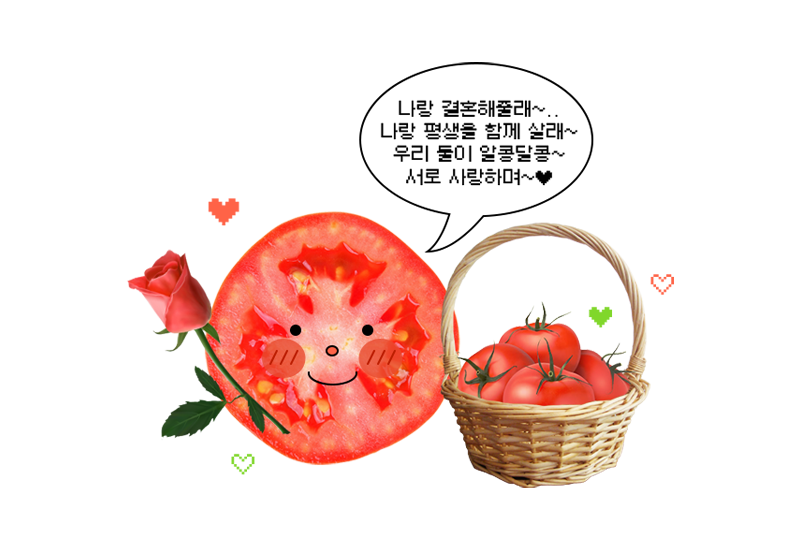 나랑 결혼해줄래~..
나랑 평생을 함께 살래~
우리 둘이 알콩달콩~
서로 사랑하며~♥